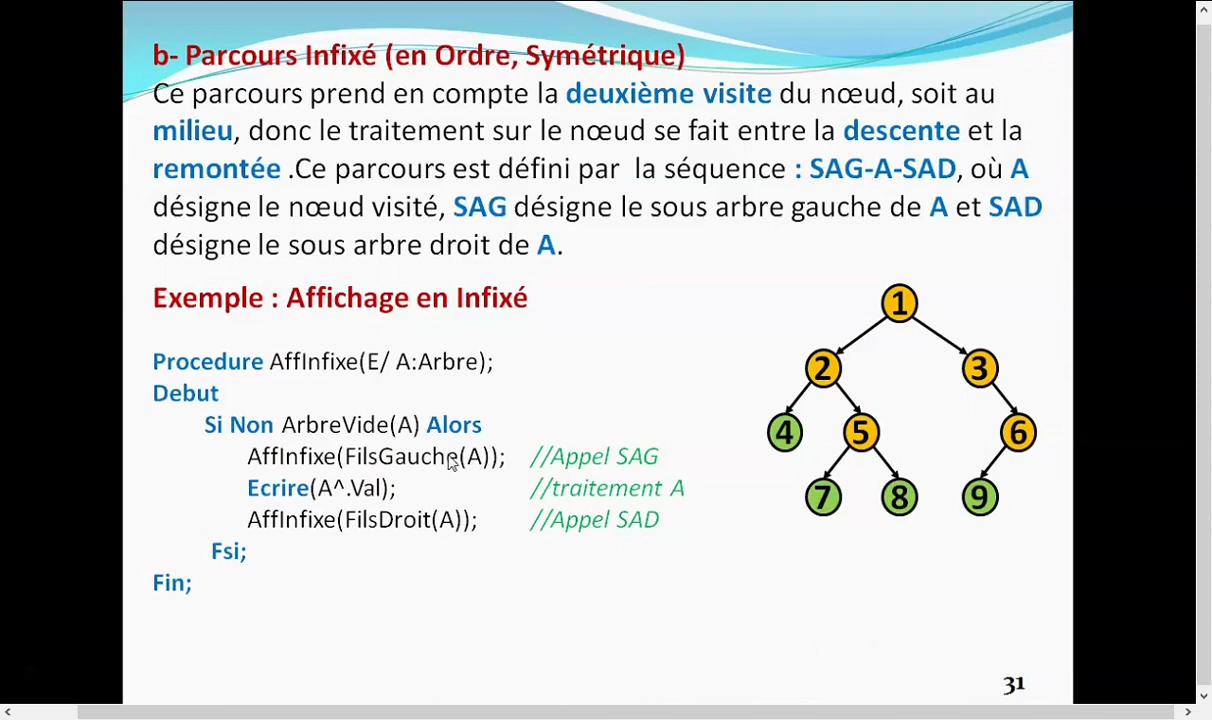 b- Parcours Infixé (en Ordre, Symétrique)
Ce parcours prend en compte la deuxième visite du nœud, soit au
milieu, donc le traitement sur le nœud se fait entre la descente et la
remontée .Ce parcours est défini par la séquence : SAG-A-SAD, où A
désigne le nœud visité, SAG désigne le sous arbre gauche de A et SAD
désigne le sous arbre droit de A.
Exemple : Affichage en Infixé
Procedure AffInfixe(E/ A:Arbre);
Debut
Si Non ArbreVide(A) Alors
AffInfixe(FilsGauche(A)); //Appel SAG
Ecrire(A^.Val); //traitement A
AffInfixe(FilsDroit(A)); //Appel SAD
Fsi;
Fin;
1
2 3
4 5 6
7 8 9
31